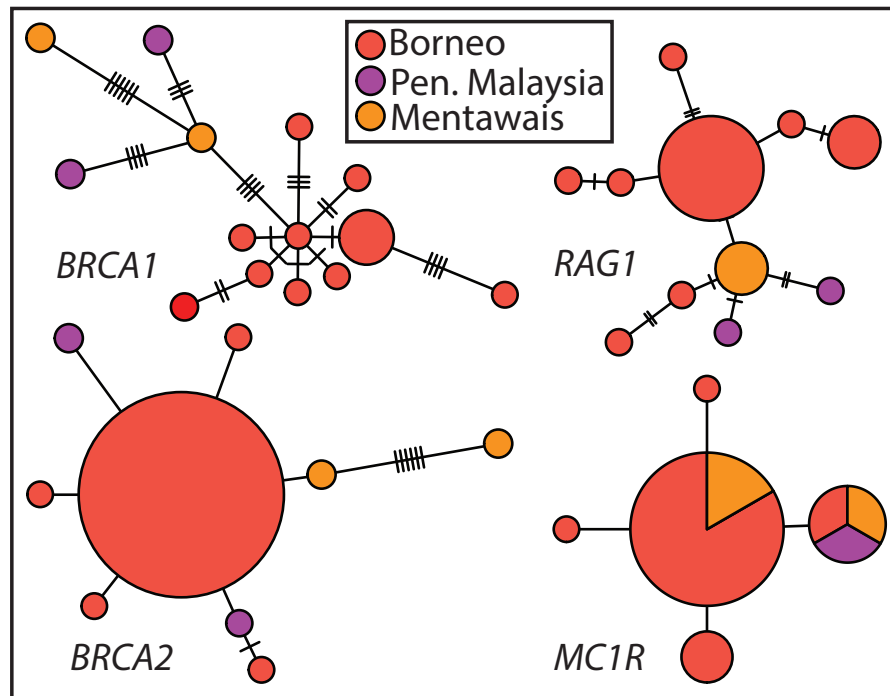 Borneo
Pen. Malaysia
Mentawais
BRCA1
RAG1
BRCA2
MC1R